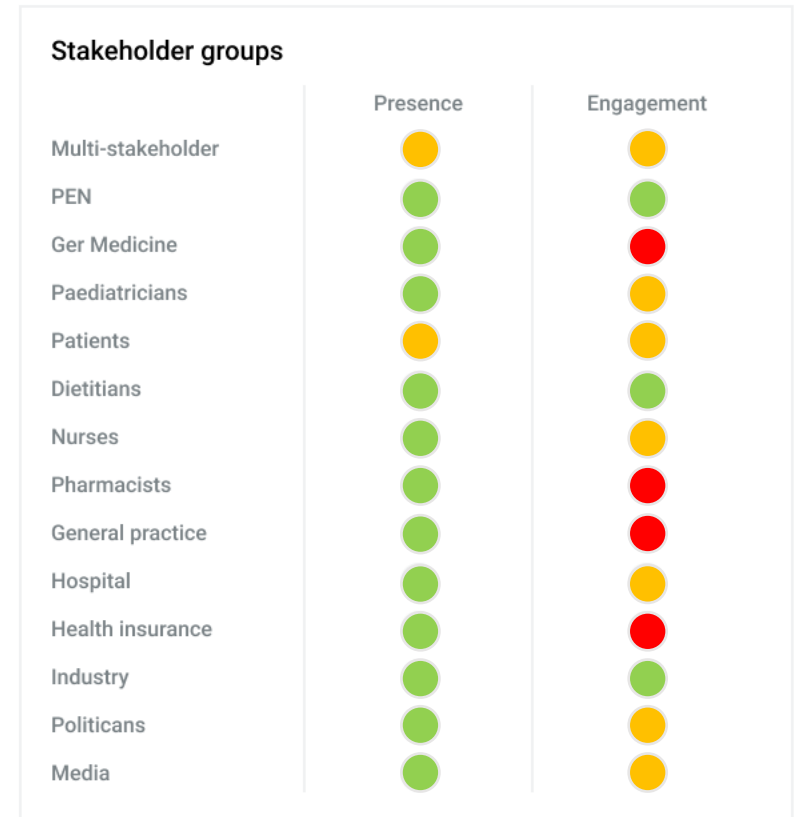 Stakeholder groups
Presence Engagement
Multi-stakeholder
PEN
Ger Medicine
Paediatricians
Patients
Dietitians
Nurses
Pharmacists
General practice
Hospital
Health insurance
Industry
Politicans
Media